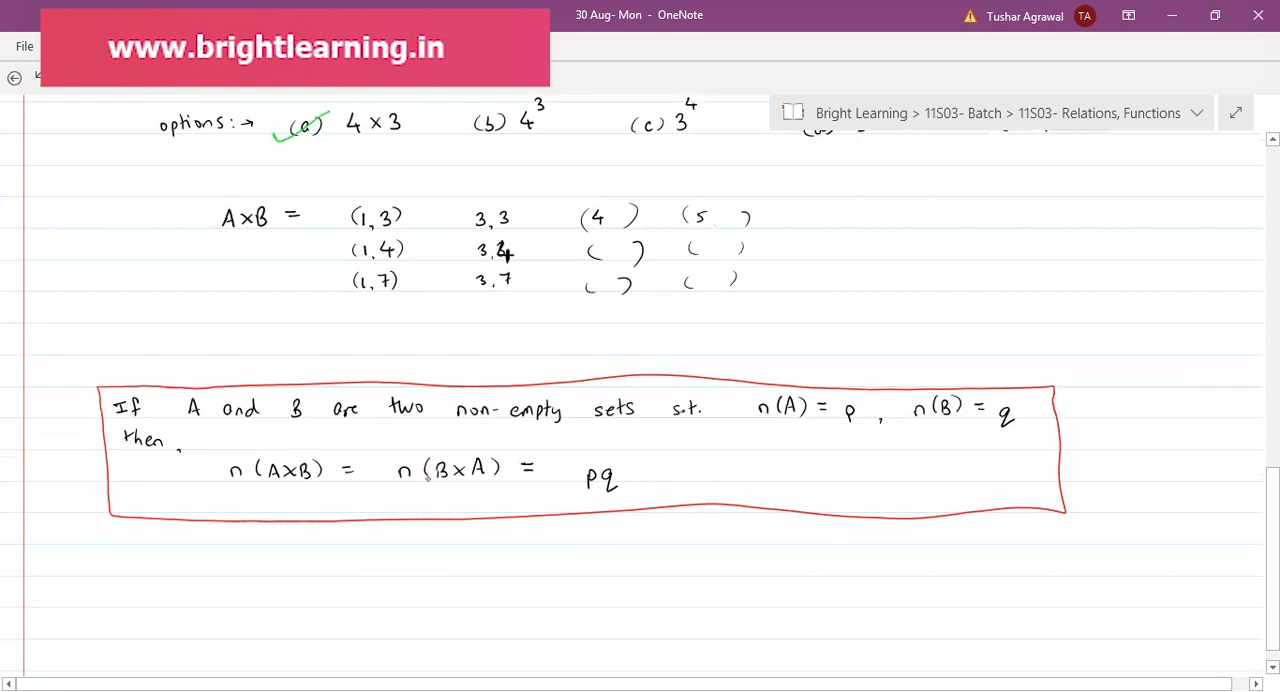 30 Aug- Mon - OneNote
Tushar Agrawal TA
File
www.brightlearning.in
Bright Learning > 11S03- Batch > 11S03- Relations, Functions
options:→ (a) 4 × 3 (b) 4³ (c) 3⁴
A×B = (1,3) 3,3 (4 ) (5 )
(1,4) 3,4 ( ) ( )
(1,7) 3,7 ( ) ( )
If A and B are two non-empty sets s.t. n(A) = p, n(B) = q
then,
n(A×B) = n(B×A) = pq